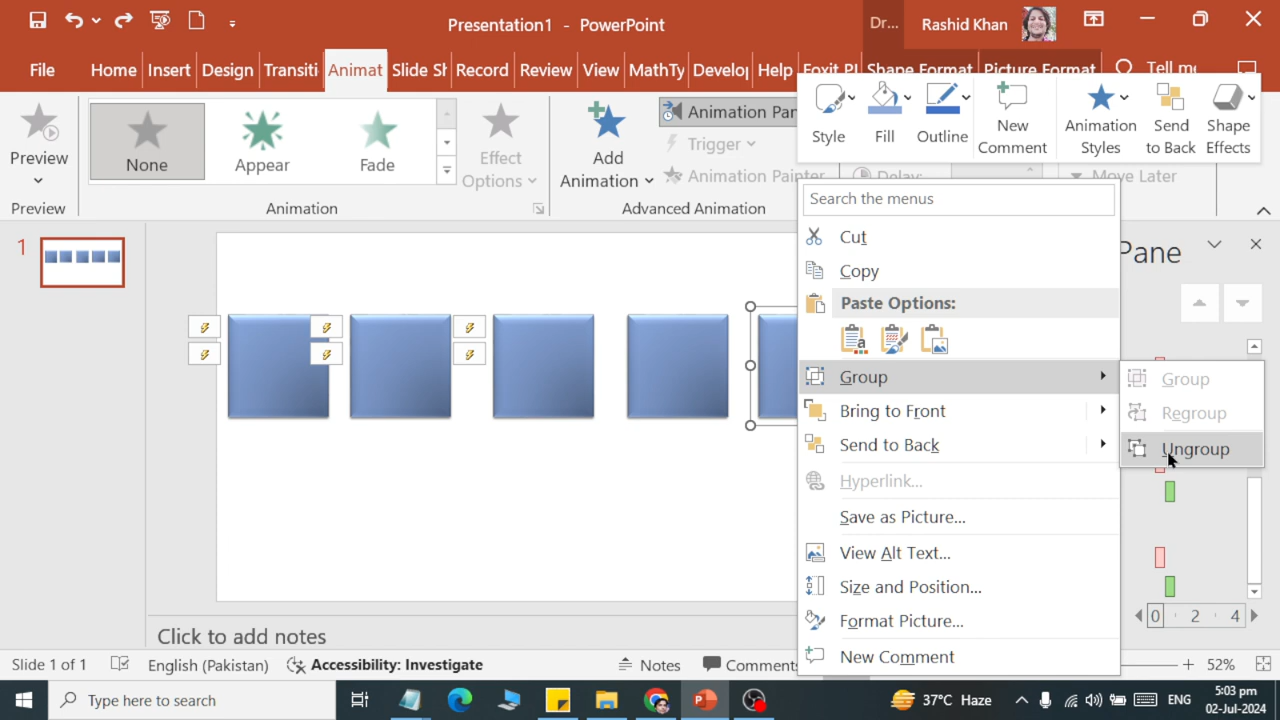 Presentation1 - PowerPoint
Dr...
Rashid Khan
File
Home
Insert
Design
Transiti
Animat
Slide Sh
Record
Review
View
MathTy
Develop
Help
Foxit PI
Shape Format
Picture Format
Tell me
Preview
Preview
None
Appear
Fade
Effect
Options
Animation
Add
Animation
Animation Pan
Trigger
Animation Painter
Advanced Animation
Style
Fill
Outline
New
Comment
Animation
Styles
Send
to Back
Shape
Effects
Delay:
Move Later
Search the menus
Cut
Copy
Paste Options:
Group
Bring to Front
Send to Back
Hyperlink...
Save as Picture...
View Alt Text...
Size and Position...
Format Picture...
New Comment
Group
Regroup
Ungroup
Pane
0 2 4
1
Click to add notes
Slide 1 of 1
English (Pakistan)
Accessibility: Investigate
Notes
Comments
52%
Type here to search
37°C Haze
ENG
5:03 pm
02-Jul-2024